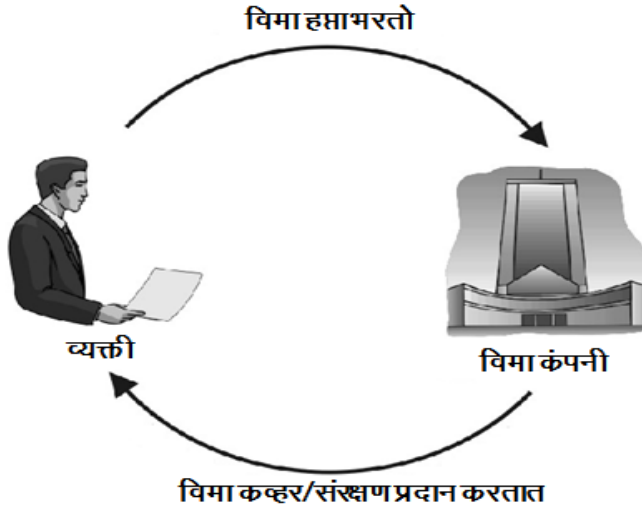 विमा हप्ता भरतो
व्यक्ती
विमा कंपनी
विमा कव्हर/संरक्षण प्रदान करतात